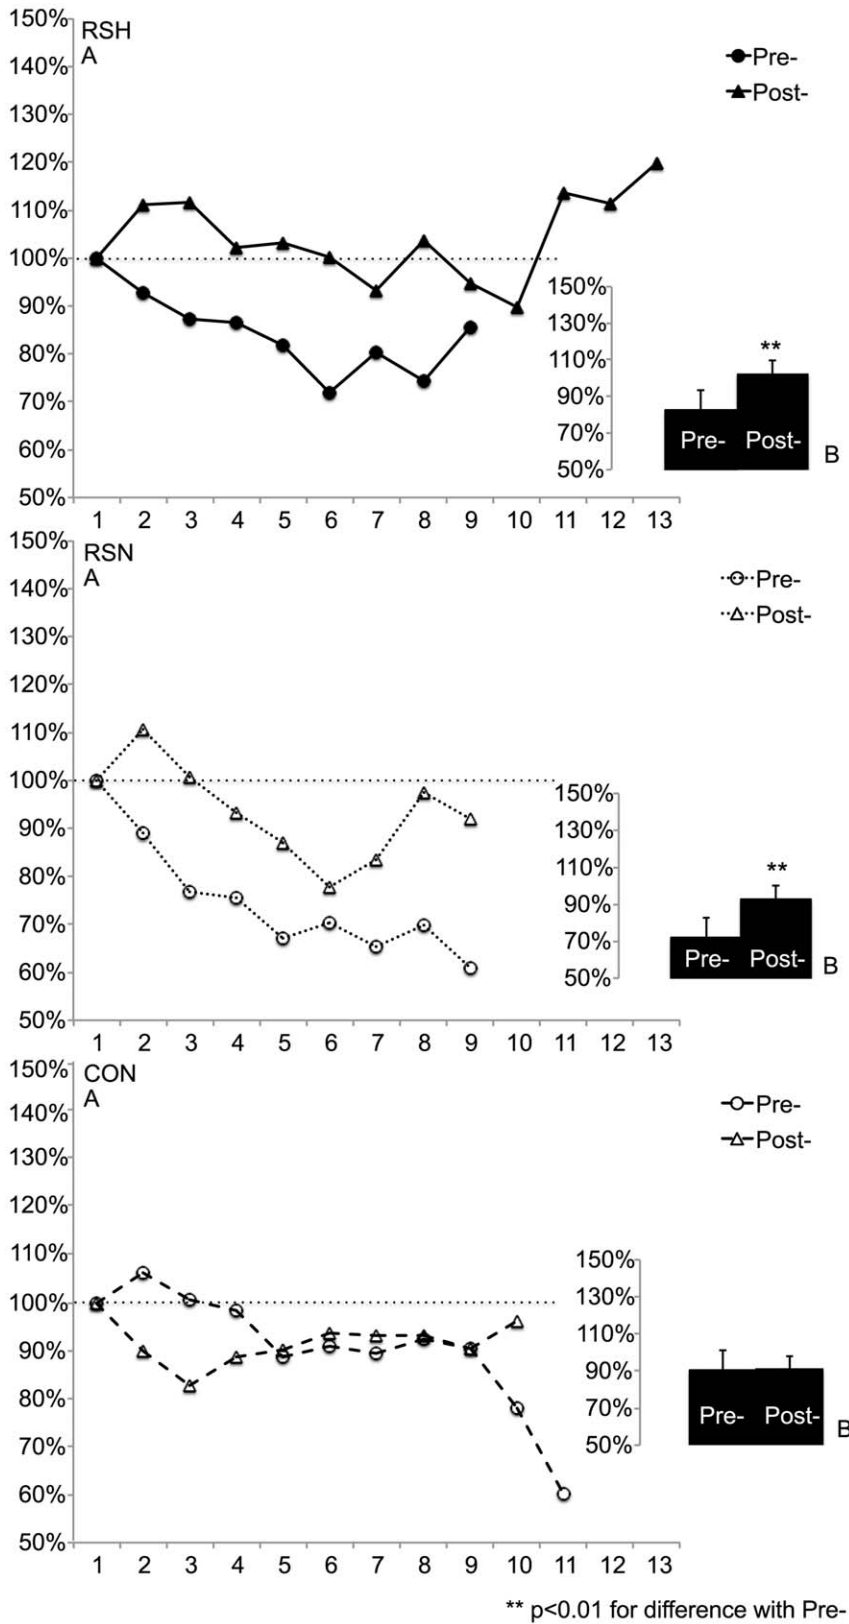 150%
RSH
A
140%
130%
120%
110%
100%
90%
80%
70%
60%
50%
Pre-
Post-
150%
130%
110%
90%
70%
50%
**
Pre- Post-
B
1 2 3 4 5 6 7 8 9 10 11 12 13
150%
RSN
A
140%
130%
120%
110%
100%
90%
80%
70%
60%
50%
Pre-
Post-
150%
130%
110%
90%
70%
50%
**
Pre- Post-
B
1 2 3 4 5 6 7 8 9 10 11 12 13
150%
CON
A
140%
130%
120%
110%
100%
90%
80%
70%
60%
50%
Pre-
Post-
150%
130%
110%
90%
70%
50%
Pre- Post-
B
1 2 3 4 5 6 7 8 9 10 11 12 13
** p<0.01 for difference with Pre-